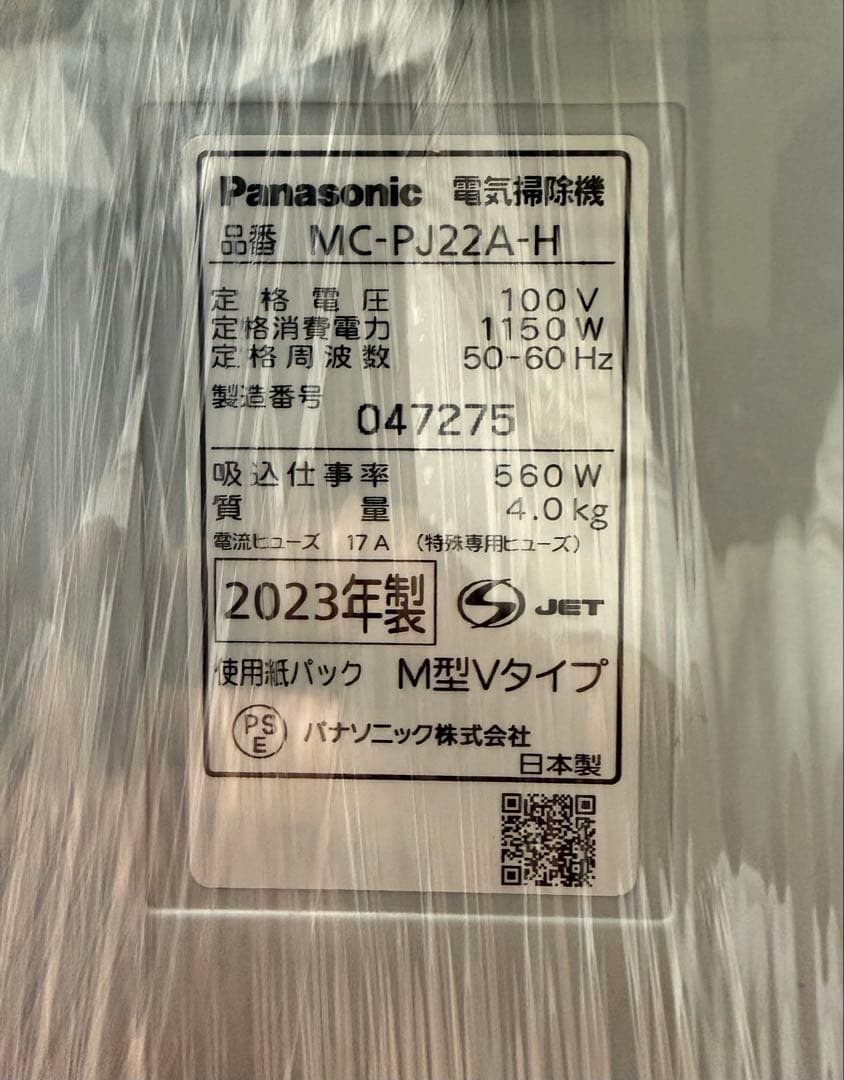 Panasonic 電気掃除機
品番 MC-PJ22A-H
定格電圧 100V
定格消費電力 1150W
定格周波数 50-60Hz
製造番号 047275
吸込仕事率 560W
質量 4.0kg
電流ヒューズ 17A (特殊専用ヒューズ)
2023年製 S JET
使用紙パック M型Vタイプ
PSE パナソニック株式会社
日本製